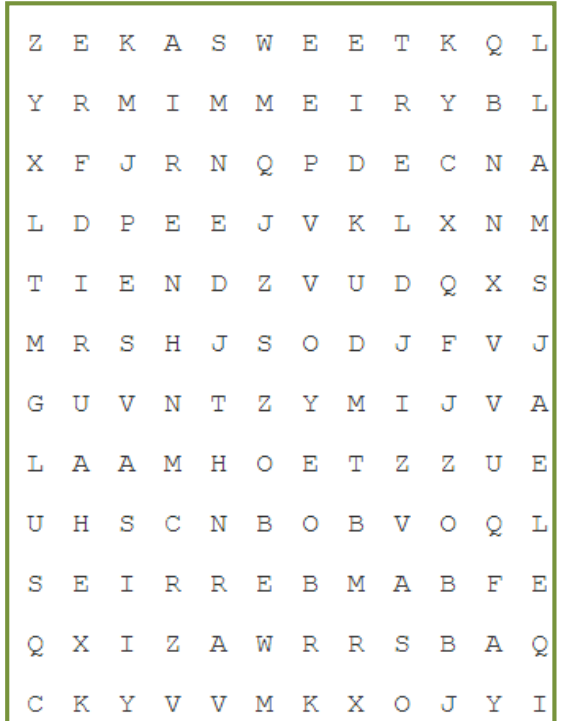 Z E K A S W E E T K Q L
Y R M I M M E I R Y B L
X F J R N Q P D E C N A
L D P E E J V K L X N M
T I E N D Z V U D Q X S
M R S H J S O D J F V J
G U V N T Z Y M I J V A
L A A M H O E T Z Z U E
U H S C N B O B V O Q L
S E I R R E B M A B F E
Q X I Z A W R R S B A Q
C K Y V V M K X O J Y I